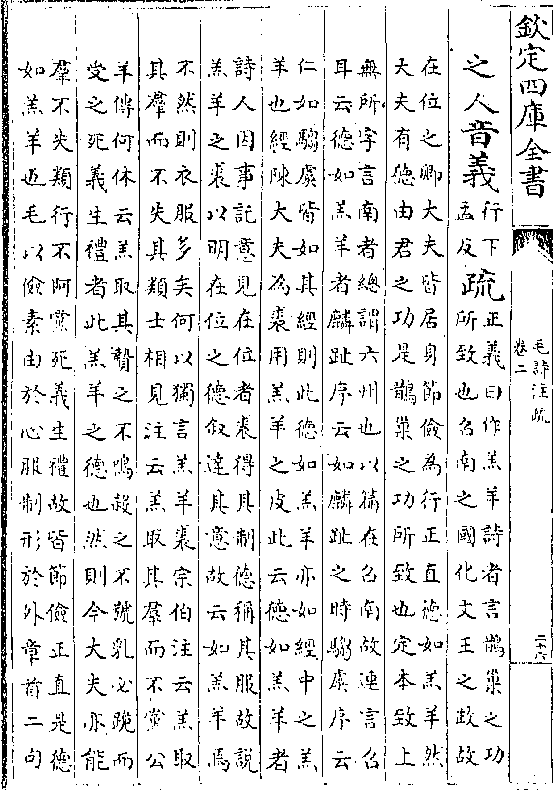 欽定四庫全書
毛詩注疏
卷二
二十六
之人音義行下
孟反
疏正義曰作羔羊詩者言鵲巢之功
所致也召南之國化文王之政故
在位之卿大夫皆居身節儉為行正直德如羔羊然
大夫有德由君之功是鵲巢之功所致也定本致上
無所字言南者總謂六州也以篇在召南故連言召
耳云德如羔羊者麟趾序云如麟趾之時騶虞序云
仁如騶虞皆如其經則此德如羔羊亦如經中之羔
羊也經陳大夫為裘用羔羊之皮此云德如羔羊者
詩人因事託意見在位者裘得其制德稱其服故說
羔羊之裘以明在位之德叙達其意故云如羔羊焉
不然則衣服多矣何以獨言羔羊裘宗伯注云羔取
其羣而不失其類士相見注云羔取其羣而不黨公
羊傳何休云羔取其贄之不鳴殺之不號乳必跪而
受之死義生禮者此羔羊之德也然則今大夫亦能
羣不失類行不阿黨死義生禮故皆節儉正直是德
如羔羊也毛以儉素由於心服制形於外章首二句